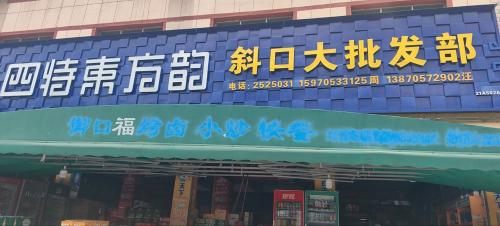 四特東方韵
斜口大批发部
电话：2525031 15970533125周 13870572902汪
街口福烤卤 小炒快餐